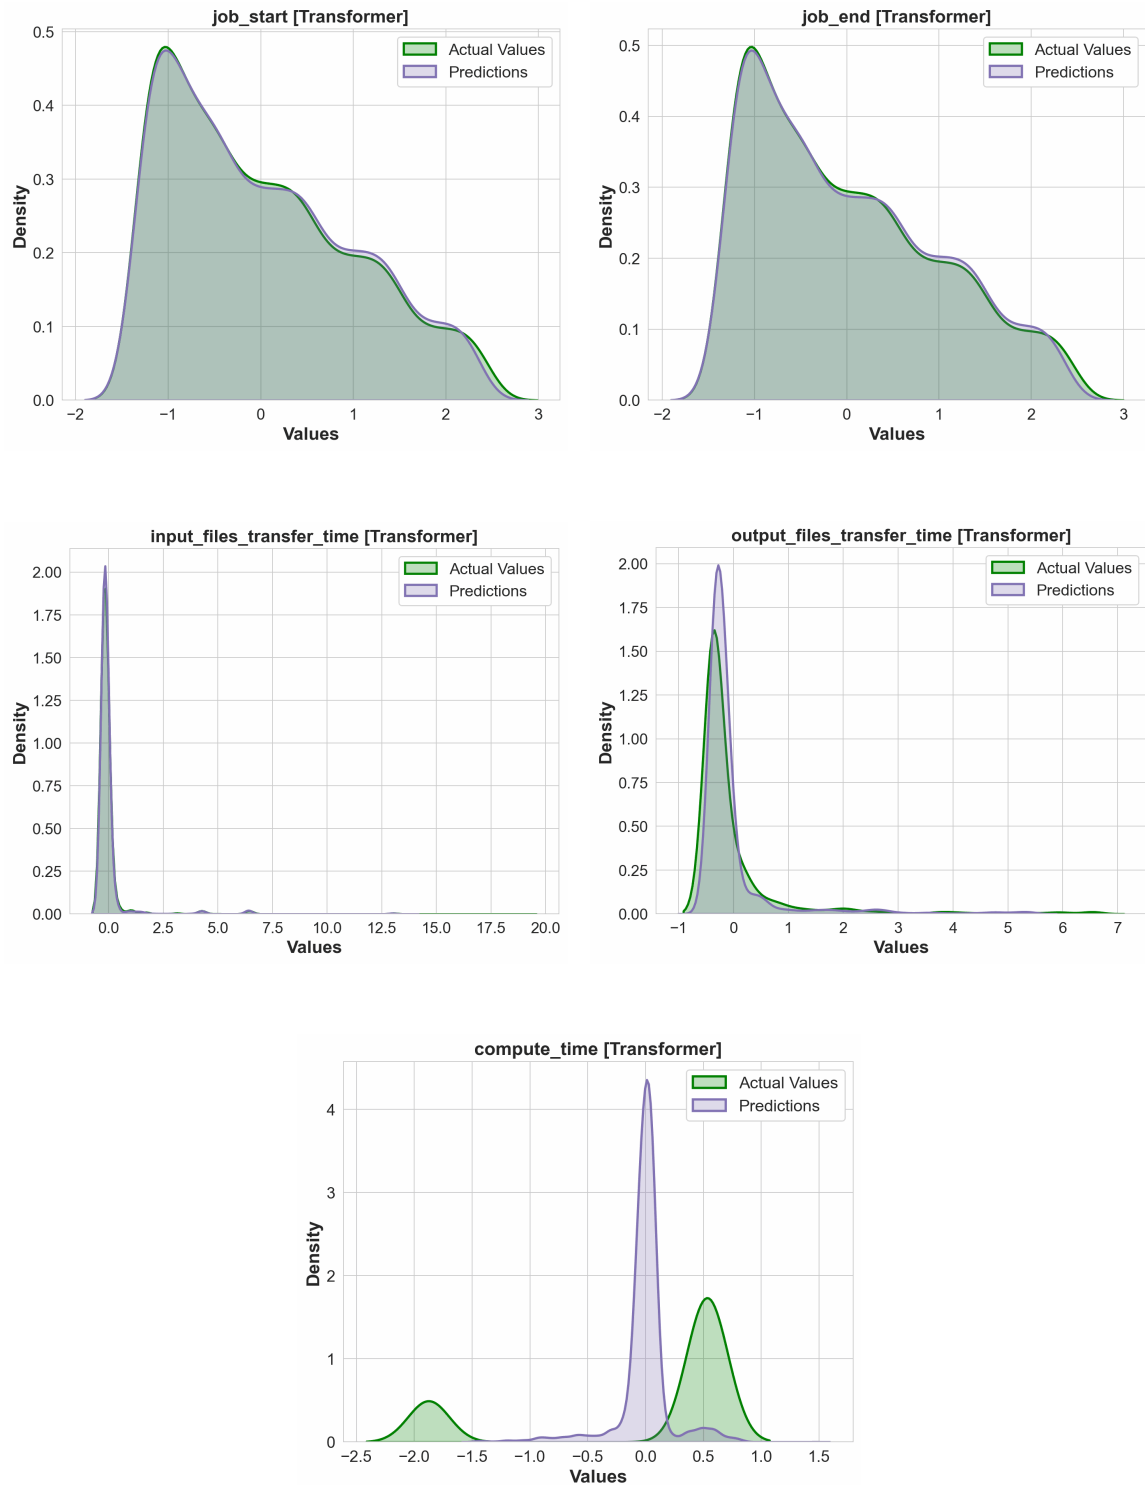 job_start [Transformer]
0.5
0.4
0.3
0.2
0.1
0.0
Density
Actual Values
Predictions
−2 −1 0 1 2 3
Values
job_end [Transformer]
0.5
0.4
0.3
0.2
0.1
0.0
Density
Actual Values
Predictions
−2 −1 0 1 2 3
Values
input_files_transfer_time [Transformer]
2.00
1.75
1.50
1.25
1.00
0.75
0.50
0.25
0.00
Density
Actual Values
Predictions
0.0 2.5 5.0 7.5 10.0 12.5 15.0 17.5 20.0
Values
output_files_transfer_time [Transformer]
2.00
1.75
1.50
1.25
1.00
0.75
0.50
0.25
0.00
Density
Actual Values
Predictions
−1 0 1 2 3 4 5 6 7
Values
compute_time [Transformer]
4
3
2
1
0
Density
Actual Values
Predictions
−2.5 −2.0 −1.5 −1.0 −0.5 0.0 0.5 1.0 1.5
Values